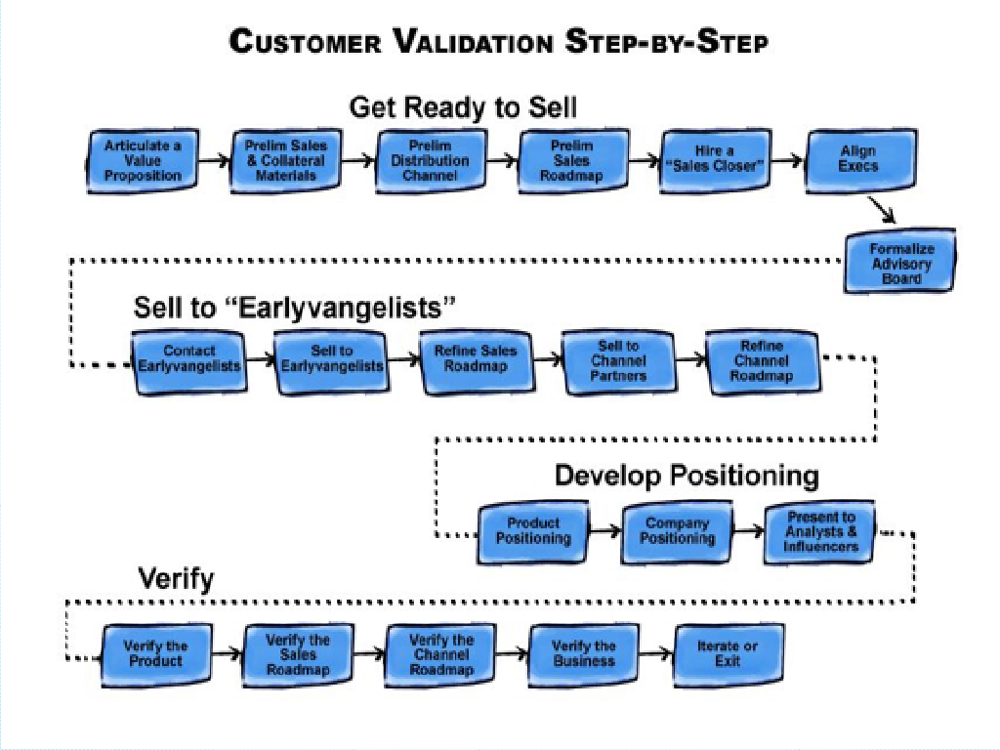 CUSTOMER VALIDATION STEP-BY-STEP
Get Ready to Sell
Articulate a
Value
Proposition
Prelim Sales
& Collateral
Materials
Prelim
Distribution
Channel
Prelim
Sales
Roadmap
Hire a
"Sales Closer"
Align
Execs
Formalize
Advisory
Board
Sell to “Earlyvangelists”
Contact
Earlyvangelists
Sell to
Earlyvangelists
Refine Sales
Roadmap
Sell to
Channel
Partners
Refine
Channel
Roadmap
Develop Positioning
Product
Positioning
Company
Positioning
Present to
Analysts &
Influencers
Verify
Verify the
Product
Verify the
Sales
Roadmap
Verify the
Channel
Roadmap
Verify the
Business
Iterate or
Exit